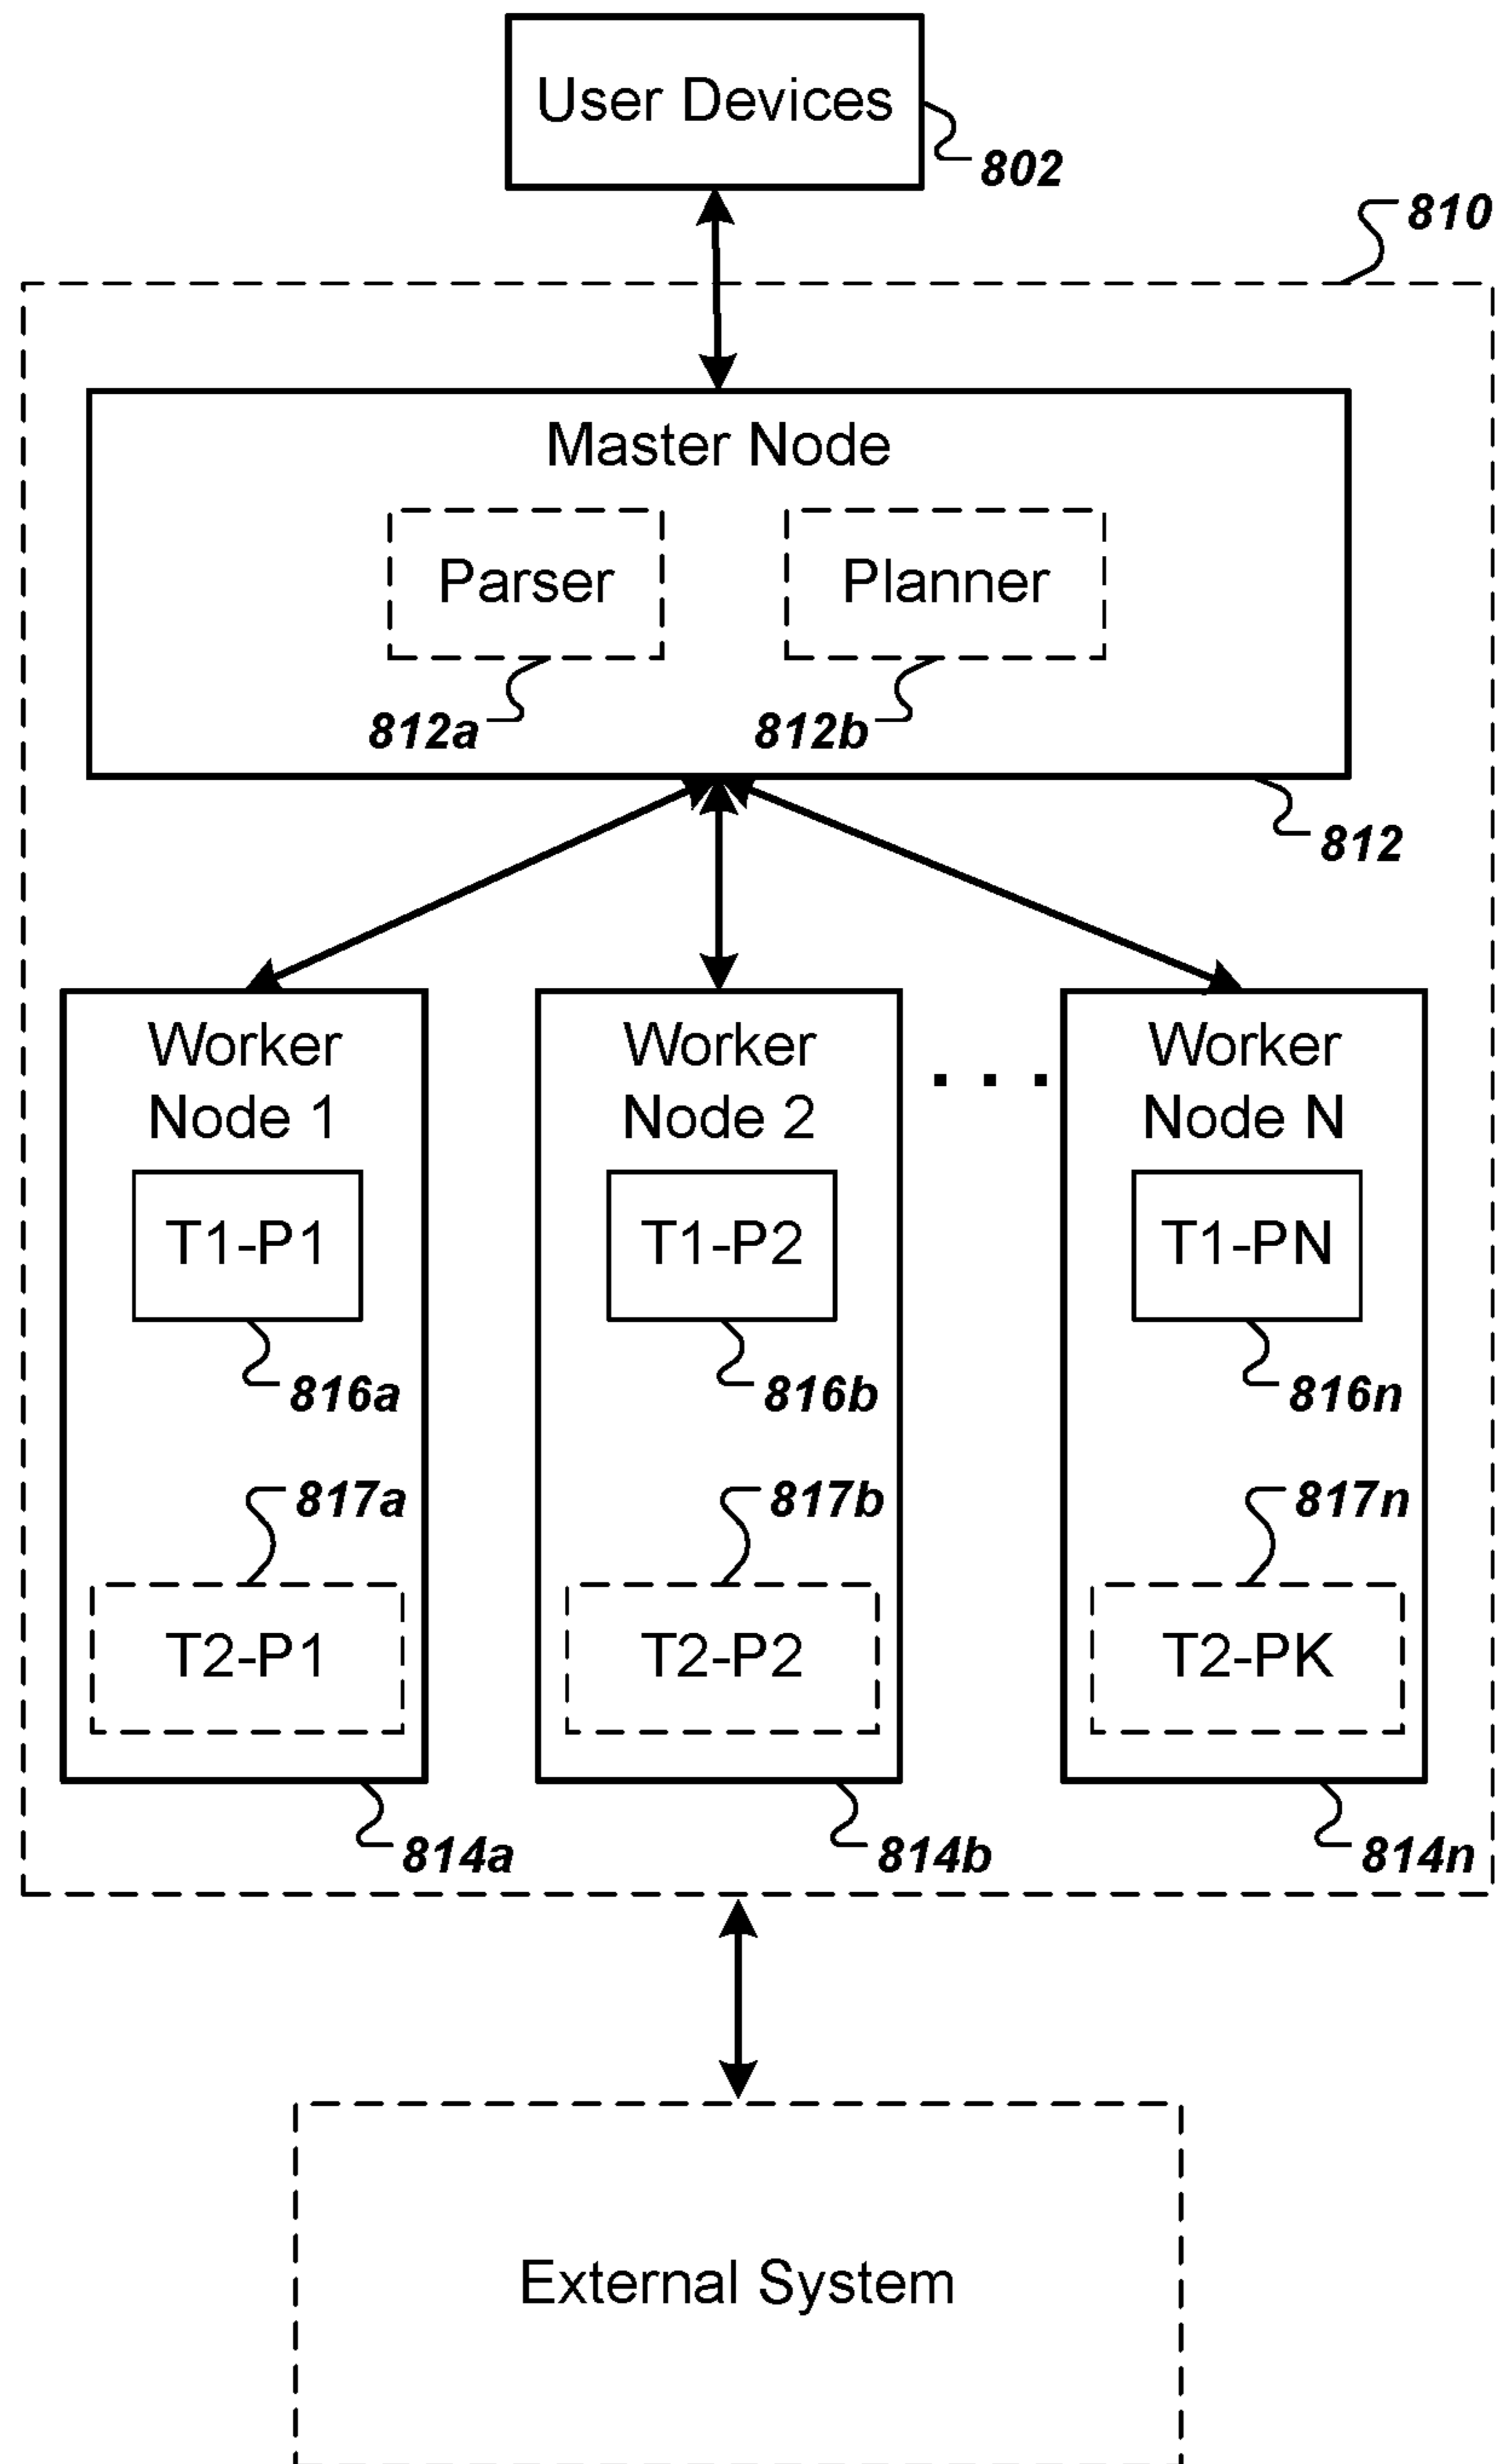 User Devices
802
810
Master Node
Parser
Planner
812a
812b
812
Worker
Node 1
Worker
Node 2
. . .
Worker
Node N
T1-P1
T1-P2
T1-PN
816a
816b
816n
817a
817b
817n
T2-P1
T2-P2
T2-PK
814a
814b
814n
External System